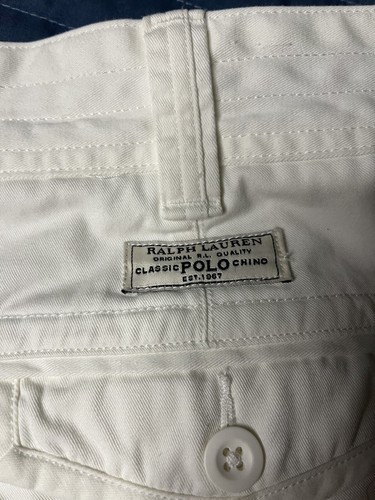 RALPH LAUREN
ORIGINAL R.L. QUALITY
CLASSIC POLO CHINO
EST. 1967